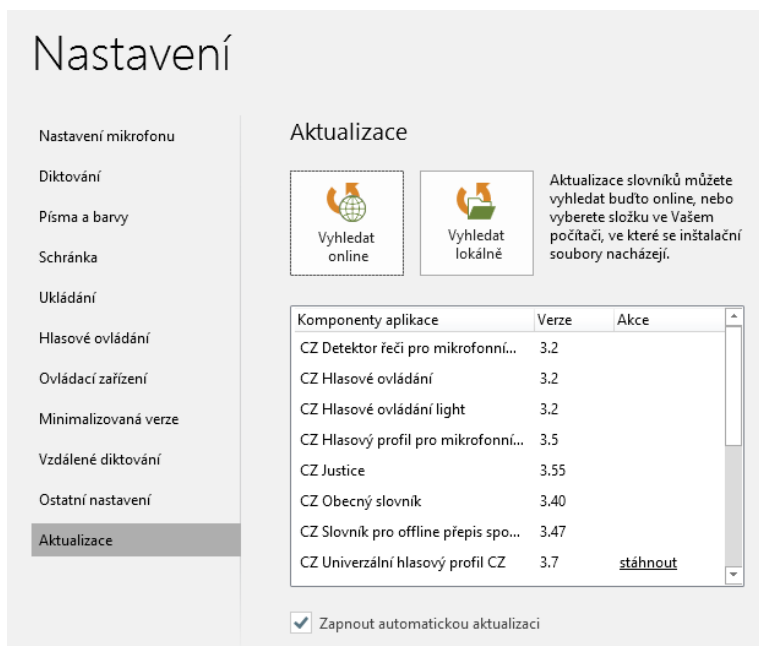 Nastavení
Nastavení mikrofonu
Diktování
Písma a barvy
Schránka
Ukládání
Hlasové ovládání
Ovládací zařízení
Minimalizovaná verze
Vzdálené diktování
Ostatní nastavení
Aktualizace
Aktualizace
Vyhledat
online
Vyhledat
lokálně
Aktualizace slovníků můžete
vyhledat buďto online, nebo
vyberete složku ve Vašem
počítači, ve které se inštalační
soubory nacházejí.
Komponenty aplikace Verze Akce
CZ Detektor řeči pro mikrofonní... 3.2
CZ Hlasové ovládání 3.2
CZ Hlasové ovládání light 3.2
CZ Hlasový profil pro mikrofonní... 3.5
CZ Justice 3.55
CZ Obecný slovník 3.40
CZ Slovník pro offline přepis spo... 3.47
CZ Univerzální hlasový profil CZ 3.7 stáhnout
Zapnout automatickou aktualizaci